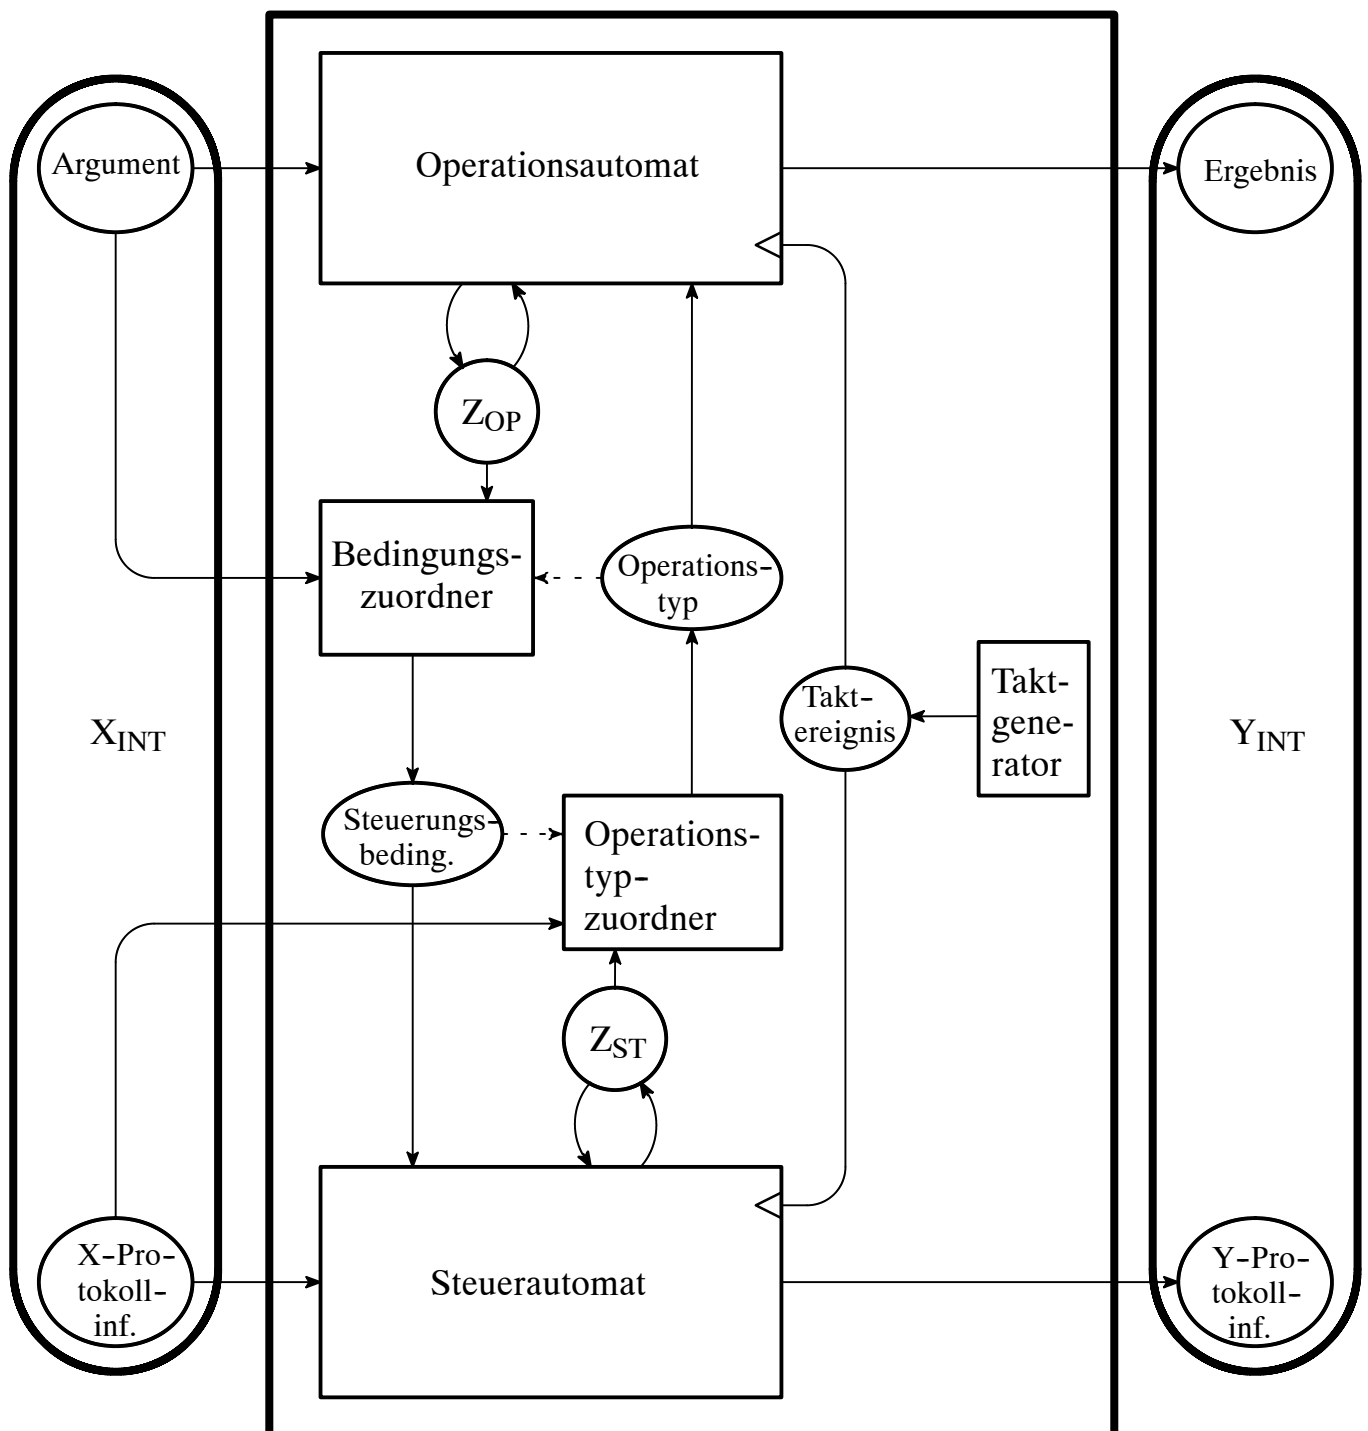 Argument
Operationsautomat
Ergebnis
ZOP
Bedingungs-
zuordner
Operations-
typ
Takt-
ereignis
Takt-
gene-
rator
XINT
YINT
Steuerungs-
beding.
Operations-
typ-
zuordner
ZST
X-Pro-
tokoll-
inf.
Steuerautomat
Y-Pro-
tokoll-
inf.